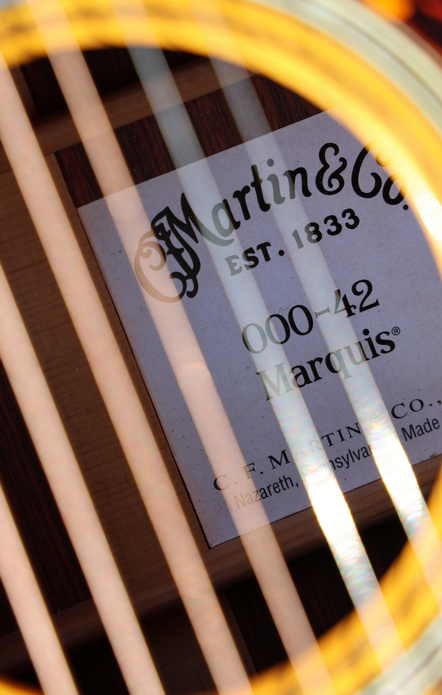 Martin & Co.
EST. 1833
000-42
Marquis®
C. F. MARTIN & CO.,
Nazareth, Pennsylvania Made